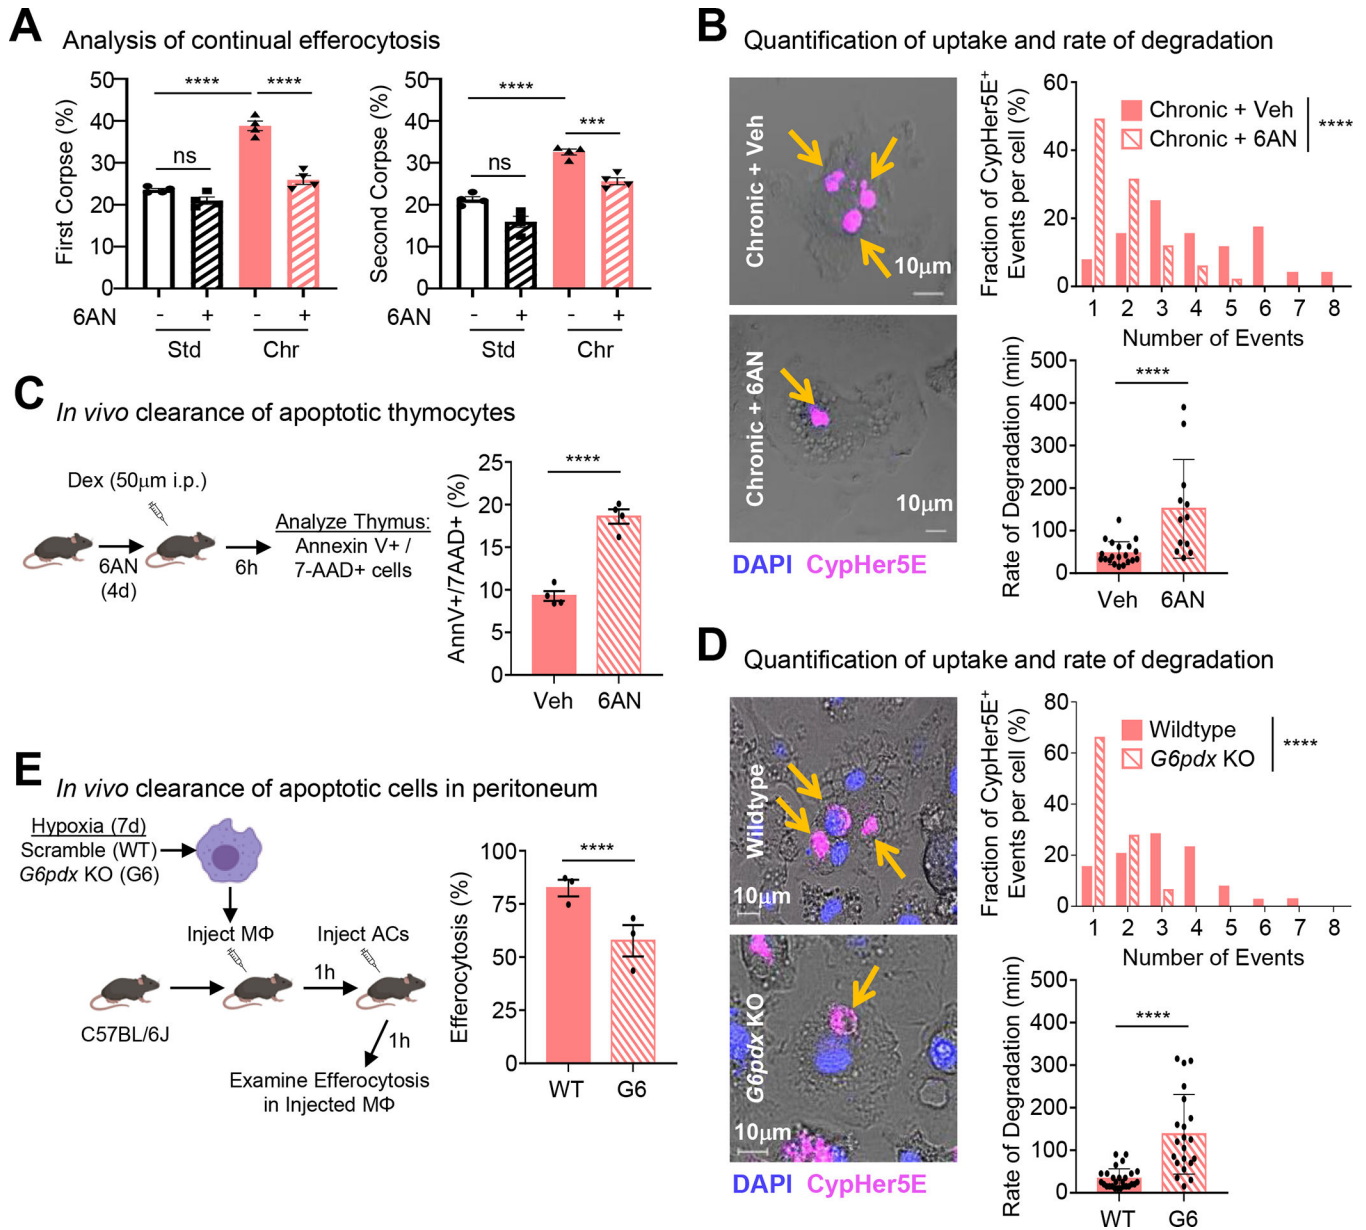 A Analysis of continual efferocytosis
First Corpse (%)
50
40
30
20
10
0
****
****
ns
6AN - + - +
Std Chr
Second Corpse (%)
50
40
30
20
10
0
****
***
ns
6AN - + - +
Std Chr
B Quantification of uptake and rate of degradation
Chronic + Veh
10μm
Chronic + 6AN
10μm
DAPI CypHer5E
Fraction of CypHer5E+
Events per cell (%)
60
40
20
0
Chronic + Veh
Chronic + 6AN
****
1 2 3 4 5 6 7 8
Number of Events
Rate of Degradation (min)
500
400
300
200
100
0
****
Veh 6AN
C In vivo clearance of apoptotic thymocytes
Dex (50μm i.p.)
6AN
(4d)
6h
Analyze Thymus:
Annexin V+ /
7-AAD+ cells
AnnV+/7AAD+ (%)
25
20
15
10
5
0
****
Veh 6AN
D Quantification of uptake and rate of degradation
Wildtype
10μm
G6pdx KO
10μm
DAPI CypHer5E
Fraction of CypHer5E+
Events per cell (%)
80
60
40
20
0
Wildtype
G6pdx KO
****
1 2 3 4 5 6 7 8
Number of Events
Rate of Degradation (min)
500
400
300
200
100
0
****
WT G6
E In vivo clearance of apoptotic cells in peritoneum
Hypoxia (7d)
Scramble (WT)
G6pdx KO (G6)
Inject MΦ
Inject ACs
1h
C57BL/6J
1h
Examine Efferocytosis
in Injected MΦ
Efferocytosis (%)
100
75
50
25
0
****
WT G6